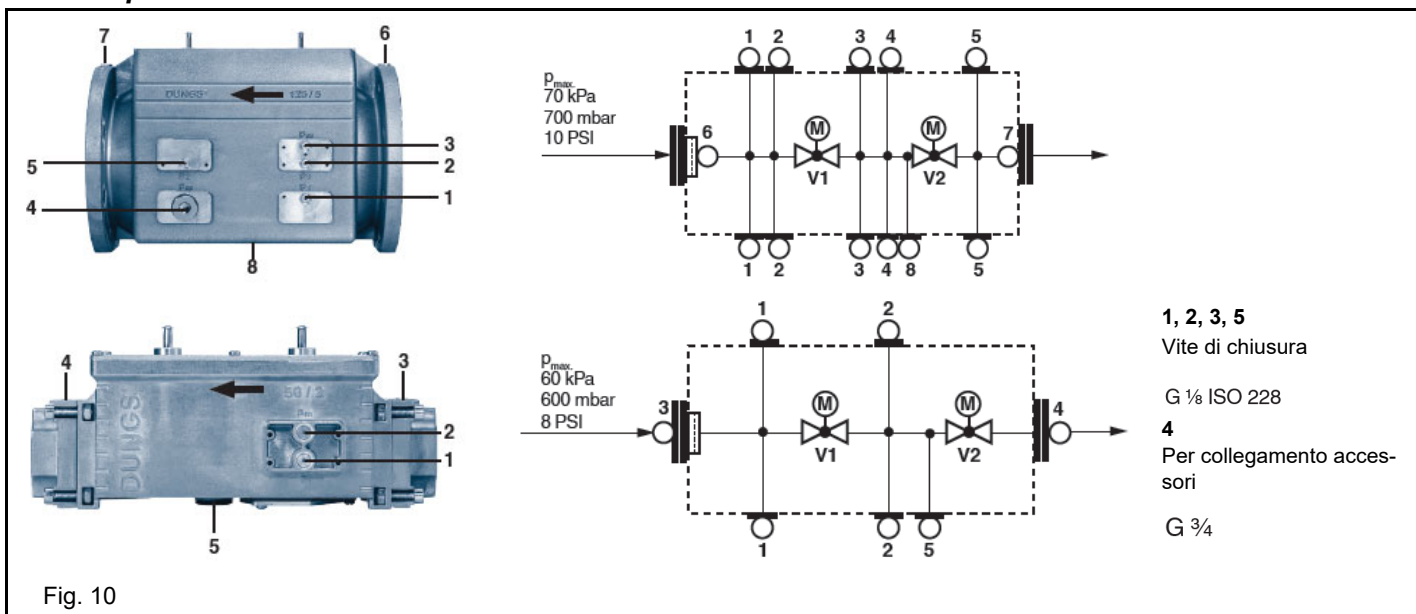 7
6
DUNGS
125 / 5
3
5
2
4
1
8
4
50 / 2
3
DUNGS
2
1
5
1 2 3 4 5
pmax.
70 kPa
700 mbar
10 PSI
6
M
M
7
V1
V2
1 2 3 4 8 5
1 2
pmax.
60 kPa
600 mbar
8 PSI
3
M
M
4
V1
V2
1 2 5
1, 2, 3, 5
Vite di chiusura
G 1⁄8 ISO 228
4
Per collegamento acces-
sori
G ¾
Fig. 10